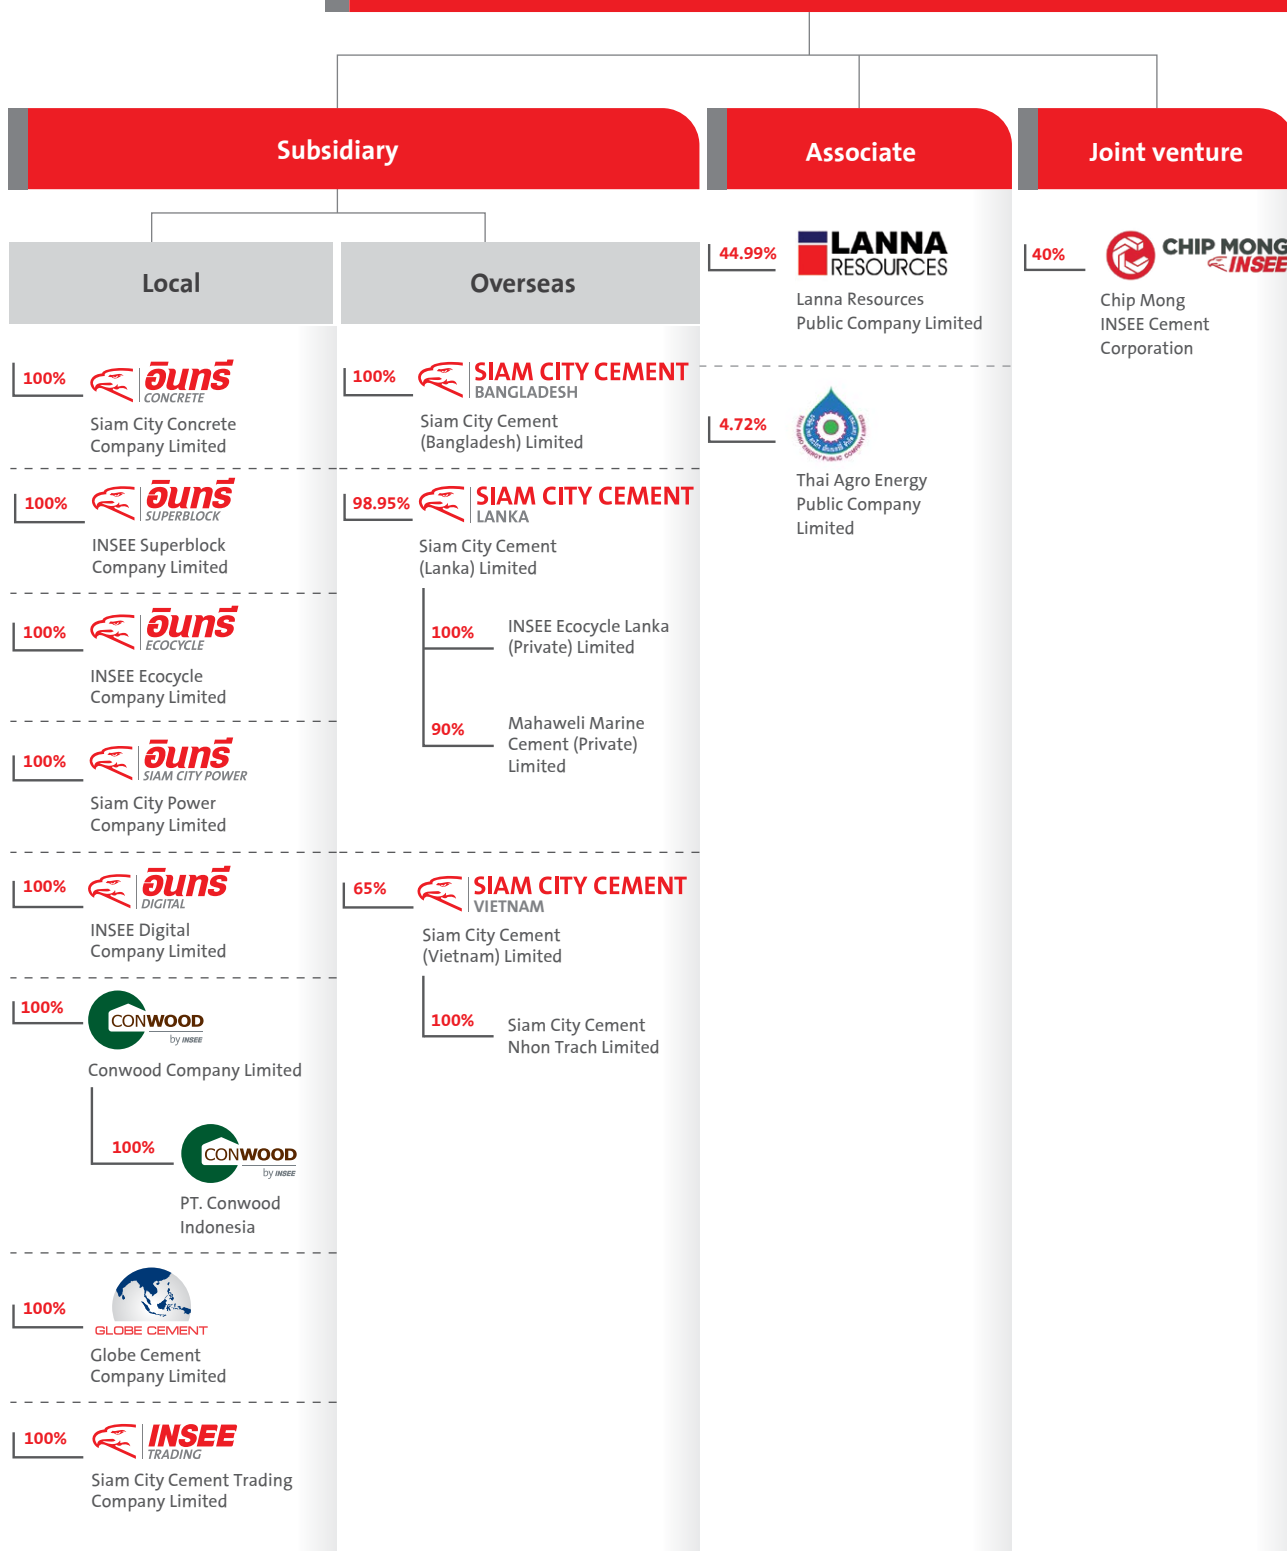 Subsidiary
Associate
Joint venture
Local
Overseas
100%
อินทรี
CONCRETE
Siam City Concrete
Company Limited
100%
อินทรี
SUPERBLOCK
INSEE Superblock
Company Limited
100%
อินทรี
ECOCYCLE
INSEE Ecocycle
Company Limited
100%
อินทรี
SIAM CITY POWER
Siam City Power
Company Limited
100%
อินทรี
DIGITAL
INSEE Digital
Company Limited
100%
CONWOOD
by INSEE
Conwood Company Limited
100%
CONWOOD
by INSEE
PT. Conwood
Indonesia
100%
GLOBE CEMENT
Globe Cement
Company Limited
100%
INSEE
TRADING
Siam City Cement Trading
Company Limited
100%
SIAM CITY CEMENT
BANGLADESH
Siam City Cement
(Bangladesh) Limited
98.95%
SIAM CITY CEMENT
LANKA
Siam City Cement
(Lanka) Limited
100%
INSEE Ecocycle Lanka
(Private) Limited
90%
Mahaweli Marine
Cement (Private)
Limited
65%
SIAM CITY CEMENT
VIETNAM
Siam City Cement
(Vietnam) Limited
100%
Siam City Cement
Nhon Trach Limited
44.99%
LANNA
RESOURCES
Lanna Resources
Public Company Limited
4.72%
THAI AGRO ENERGY PUBLIC COMPANY LIMITED
Thai Agro Energy
Public Company
Limited
40%
CHIP MONG
INSEE
Chip Mong
INSEE Cement
Corporation